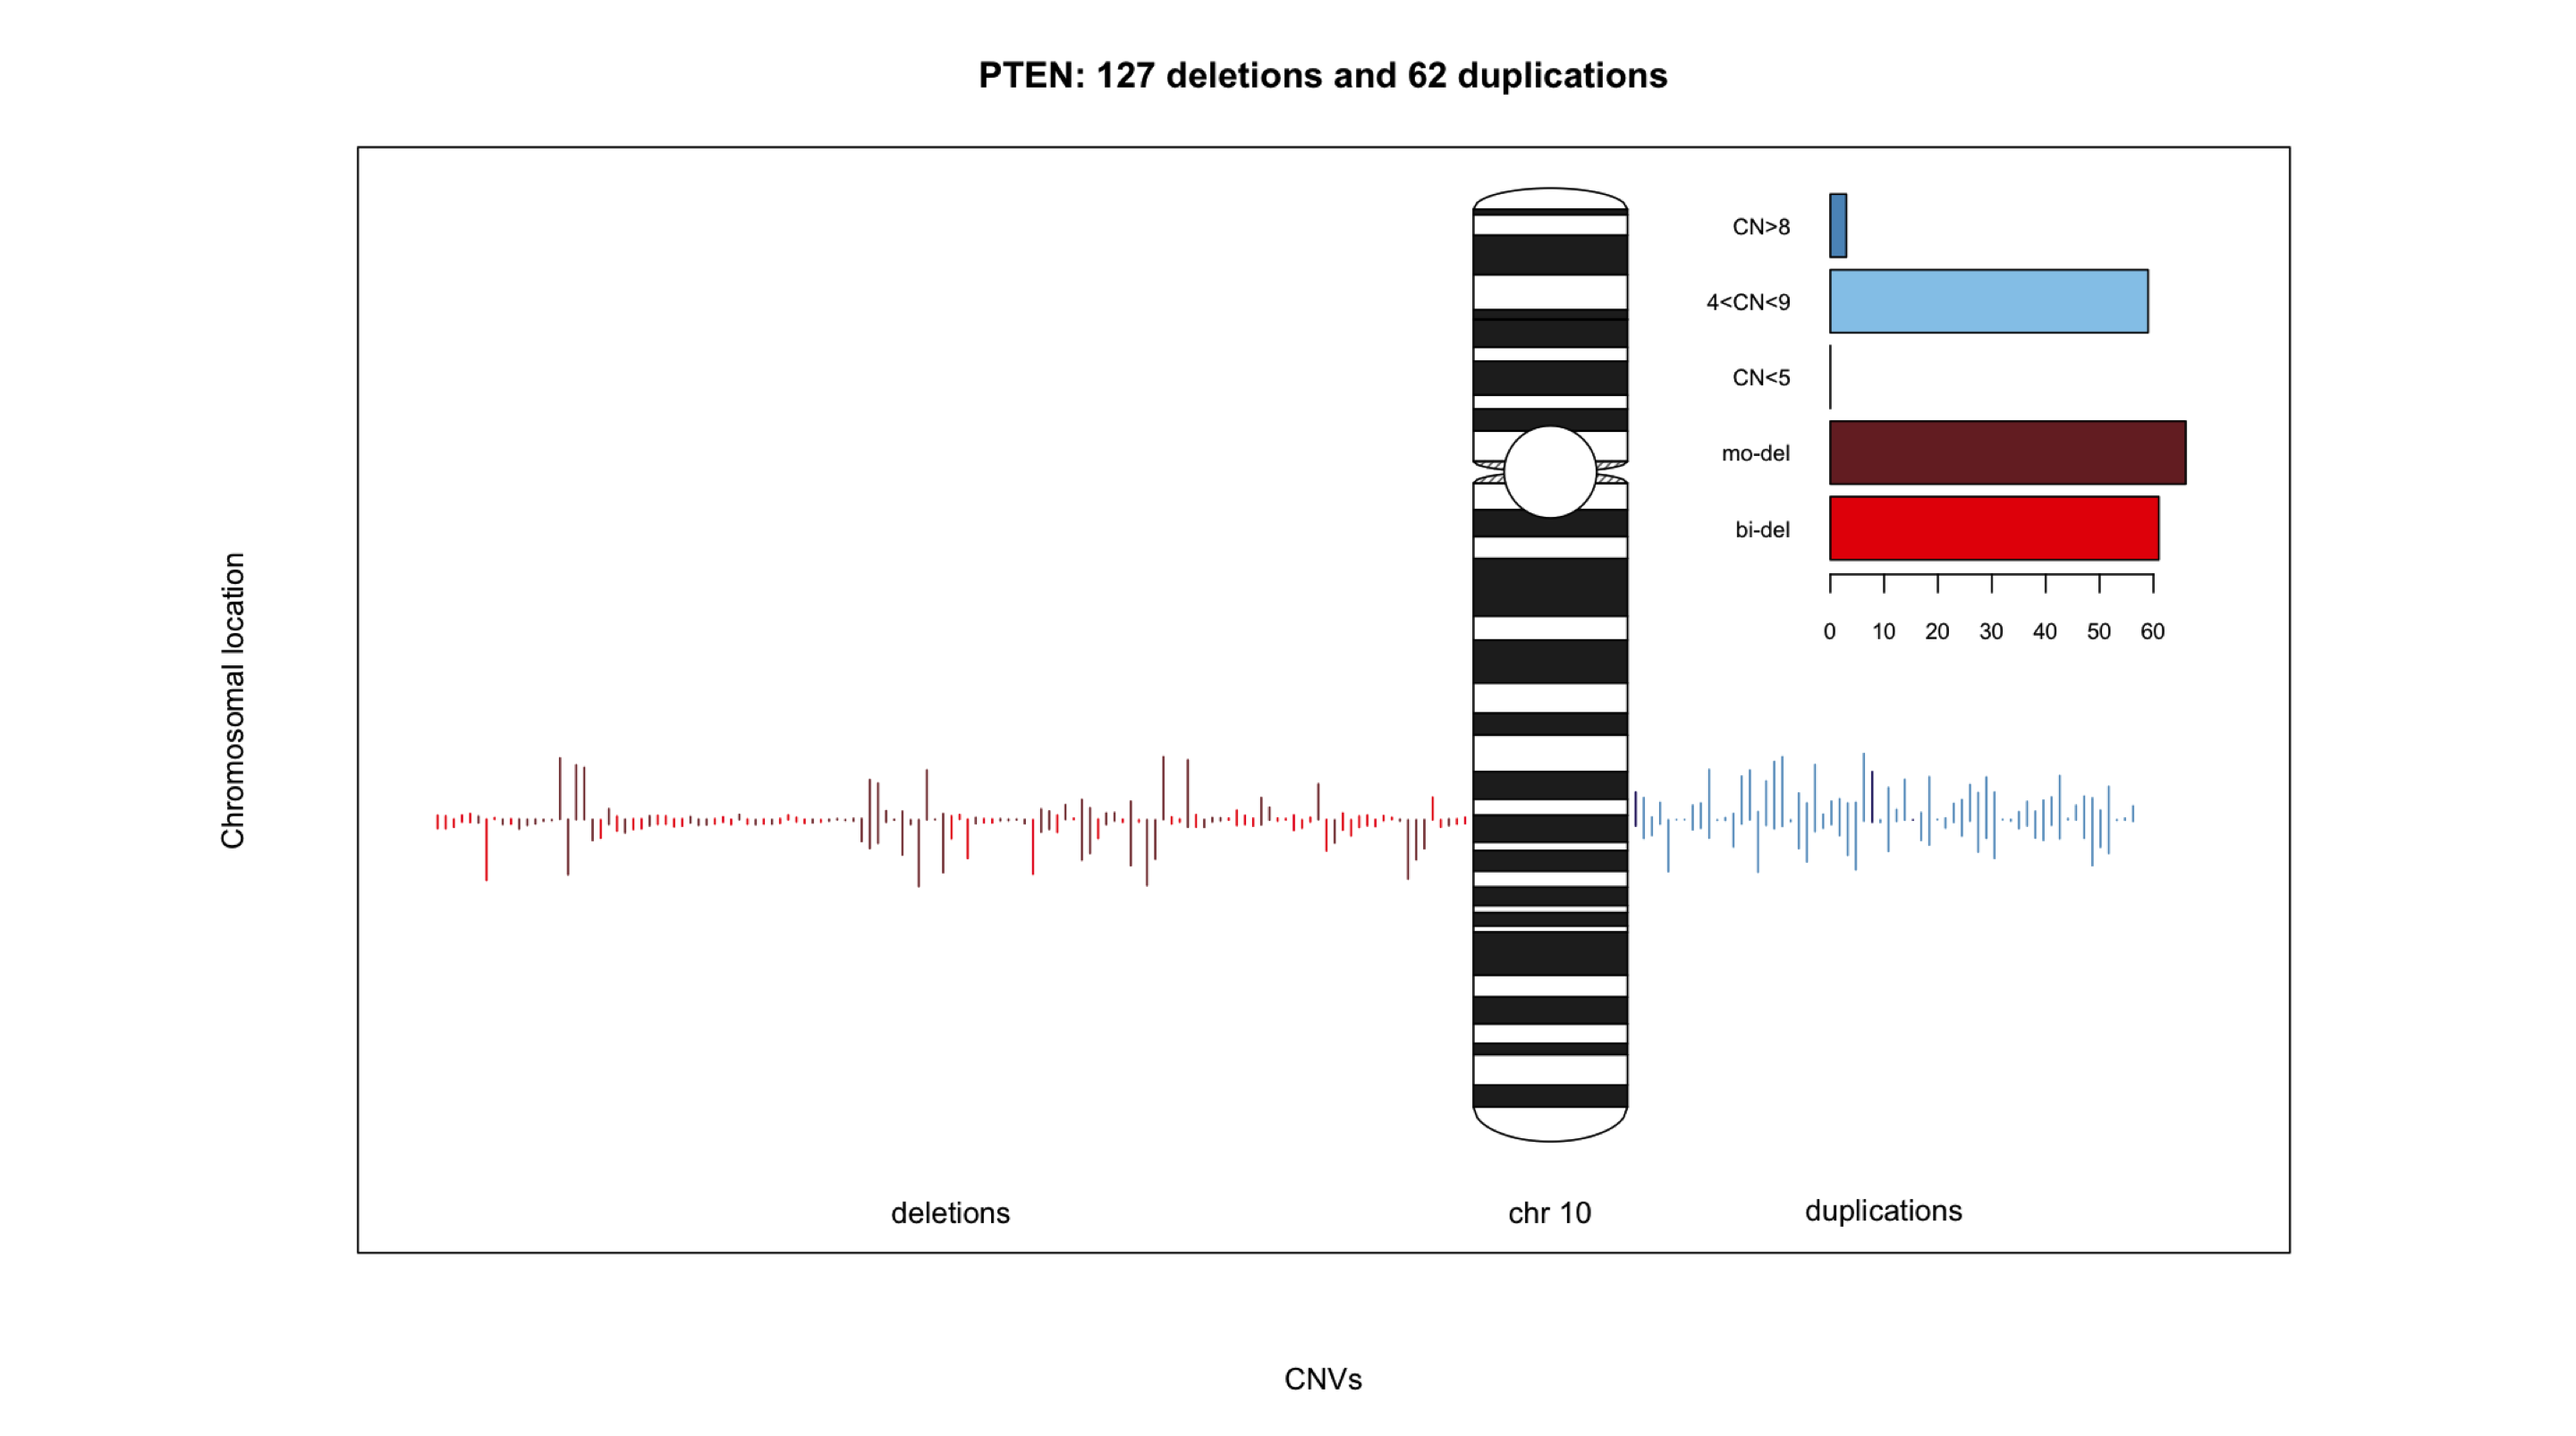 PTEN: 127 deletions and 62 duplications
CN>8
4<CN<9
CN<5
mo-del
bi-del
0 10 20 30 40 50 60
Chromosomal location
deletions
chr 10
duplications
CNVs